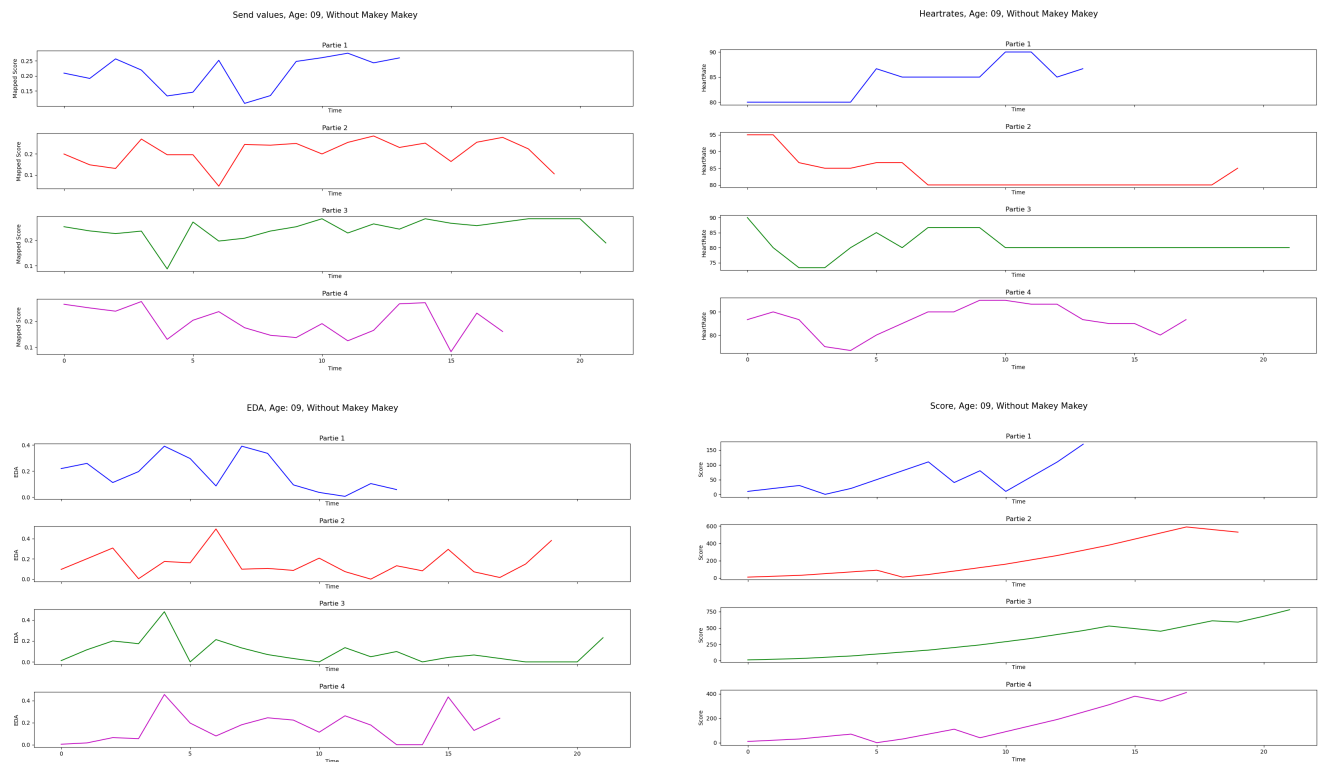 Send values, Age: 09, Without Makey Makey
Partie 1
Mapped Score
0.25
0.20
0.15
Time
Partie 2
Mapped Score
0.2
0.1
Time
Partie 3
Mapped Score
0.2
0.1
Time
Partie 4
Mapped Score
0.2
0.1
0 5 10 15 20
Time
Heartrates, Age: 09, Without Makey Makey
Partie 1
HeartRate
90
85
80
Time
Partie 2
HeartRate
95
90
85
80
Time
Partie 3
HeartRate
90
85
80
75
Time
Partie 4
HeartRate
90
80
0 5 10 15 20
Time
EDA, Age: 09, Without Makey Makey
Partie 1
EDA
0.4
0.2
0.0
Time
Partie 2
EDA
0.4
0.2
0.0
Time
Partie 3
EDA
0.4
0.2
0.0
Time
Partie 4
EDA
0.4
0.2
0.0
0 5 10 15 20
Time
Score, Age: 09, Without Makey Makey
Partie 1
Score
150
100
50
0
Time
Partie 2
Score
600
400
200
0
Time
Partie 3
Score
750
500
250
0
Time
Partie 4
Score
400
200
0
0 5 10 15 20
Time